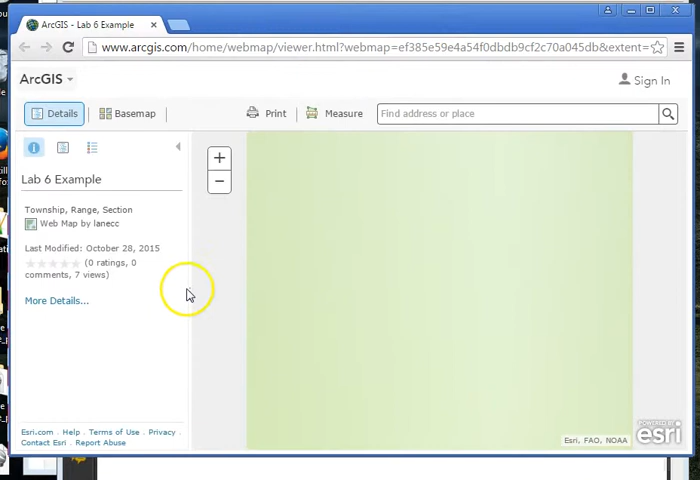 ArcGIS - Lab 6 Example
www.arcgis.com/home/webmap/viewer.html?webmap=ef385e59e4a54f0dbdb9cf2c70a045db&extent=
ArcGIS
Sign In
Details
Basemap
Print
Measure
Find address or place
Lab 6 Example
Township, Range, Section
Web Map by lanecc
Last Modified: October 28, 2015
(0 ratings, 0
comments, 7 views)
More Details...
Esri.com . Help . Terms of Use . Privacy .
Contact Esri . Report Abuse
Esri, FAO, NOAA
POWERED BY
esri